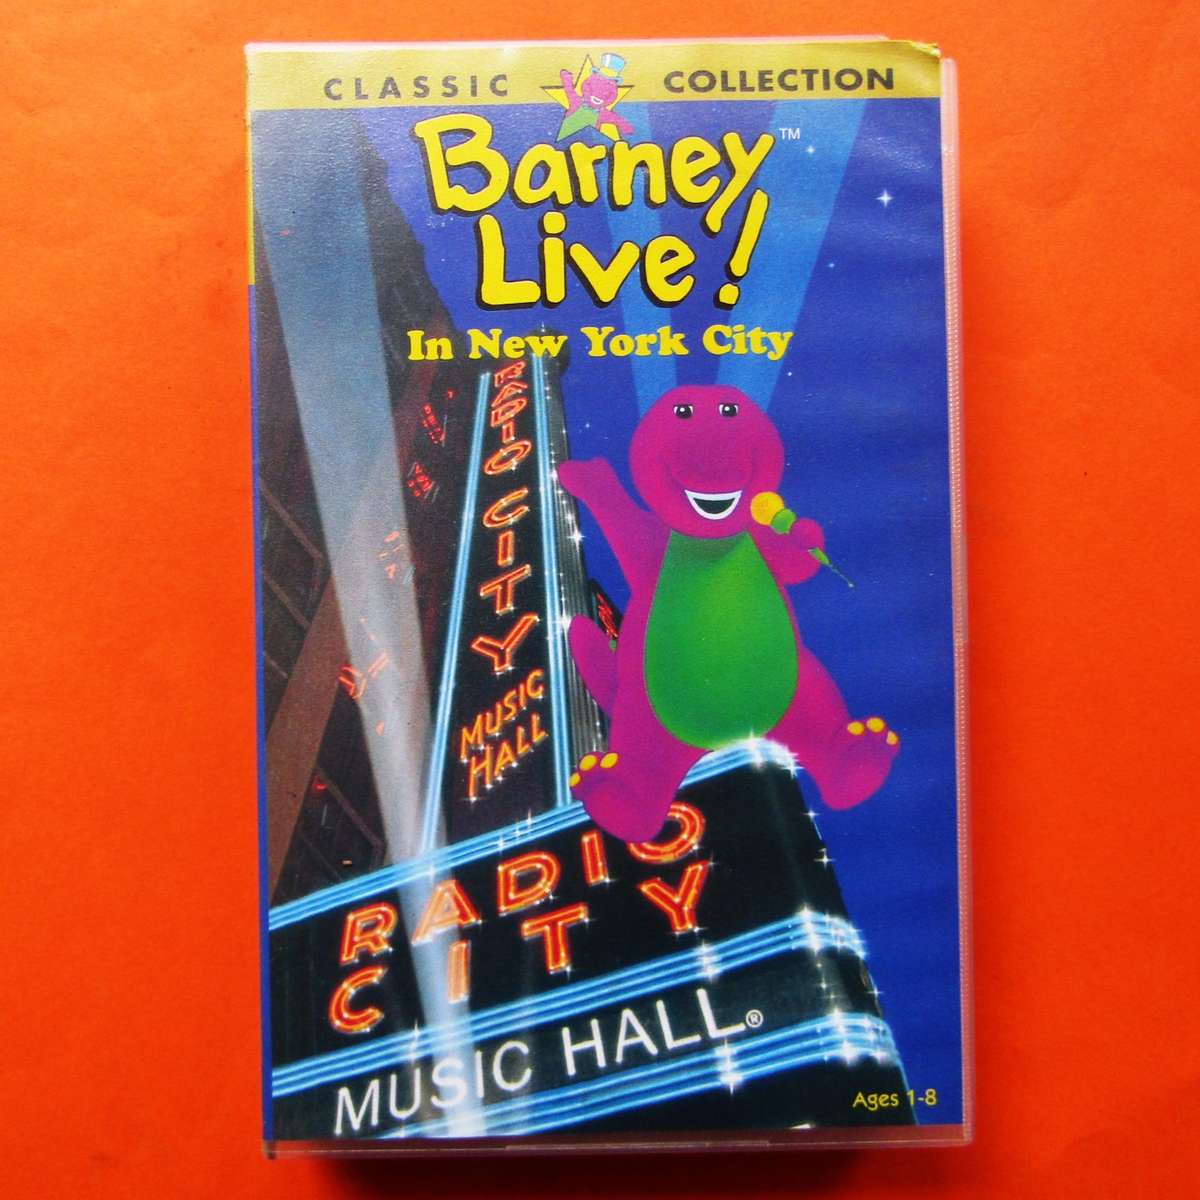 CLASSIC COLLECTION
Barney™
Live!
In New York City
RADIO CITY
MUSIC
HALL
RADIO
CITY
MUSIC HALL®
Ages 1-8